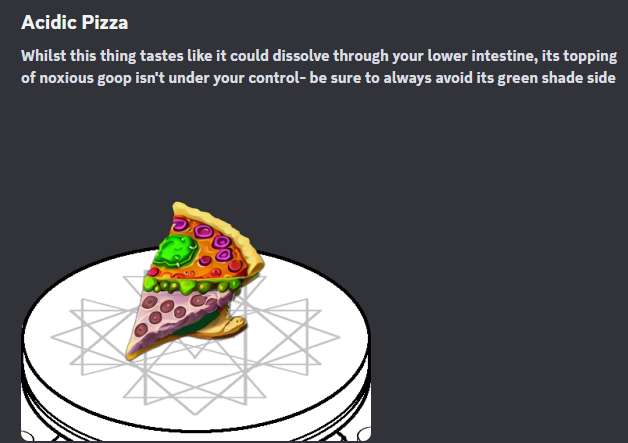 Acidic Pizza
Whilst this thing tastes like it could dissolve through your lower intestine, its topping
of noxious goop isn't under your control- be sure to always avoid its green shade side